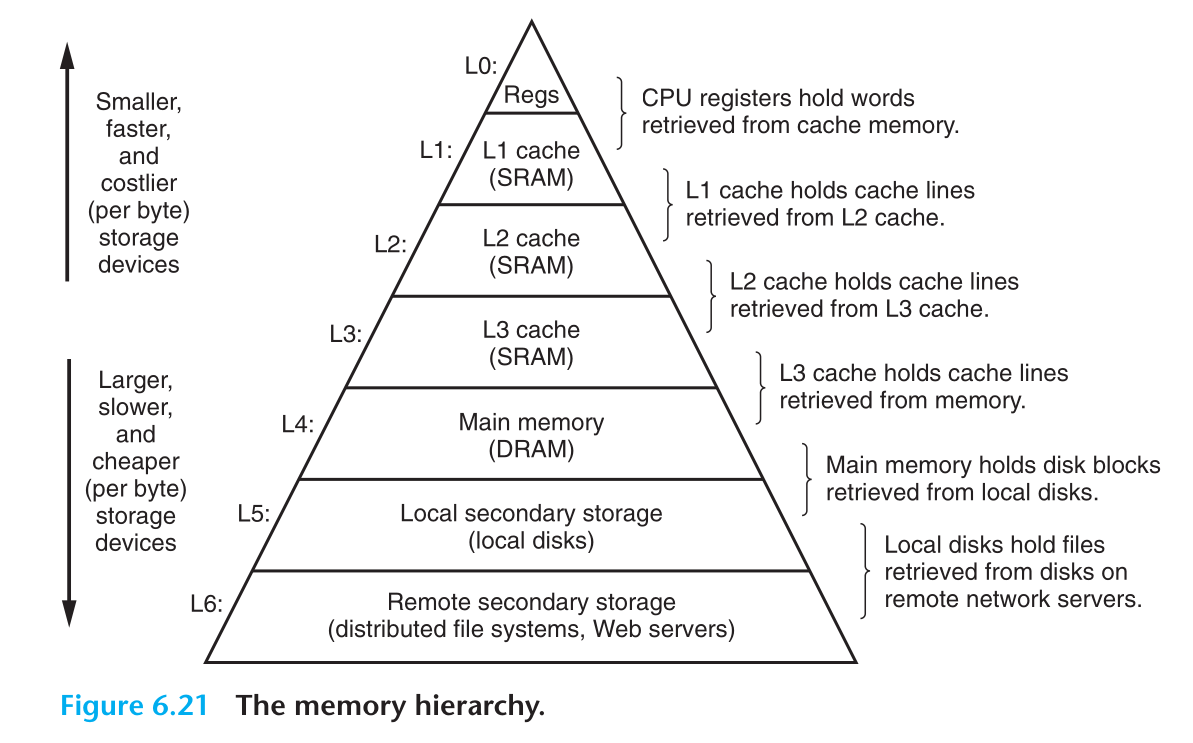 Smaller,
faster,
and
costlier
(per byte)
storage
devices
Larger,
slower,
and
cheaper
(per byte)
storage
devices
L0:
Regs
CPU registers hold words
retrieved from cache memory.
L1:
L1 cache
(SRAM)
L1 cache holds cache lines
retrieved from L2 cache.
L2:
L2 cache
(SRAM)
L2 cache holds cache lines
retrieved from L3 cache.
L3:
L3 cache
(SRAM)
L3 cache holds cache lines
retrieved from memory.
L4:
Main memory
(DRAM)
Main memory holds disk blocks
retrieved from local disks.
L5:
Local secondary storage
(local disks)
Local disks hold files
retrieved from disks on
remote network servers.
L6:
Remote secondary storage
(distributed file systems, Web servers)
Figure 6.21 The memory hierarchy.